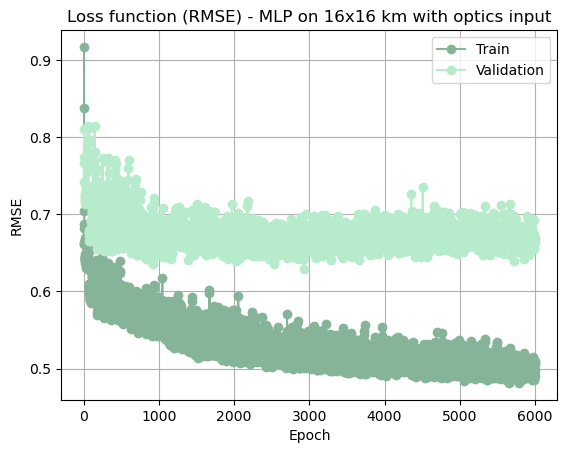 Loss function (RMSE) - MLP on 16x16 km with optics input
Train
Validation
0.9
0.8
0.7
0.6
0.5
RMSE
0
1000
2000
3000
4000
5000
6000
Epoch